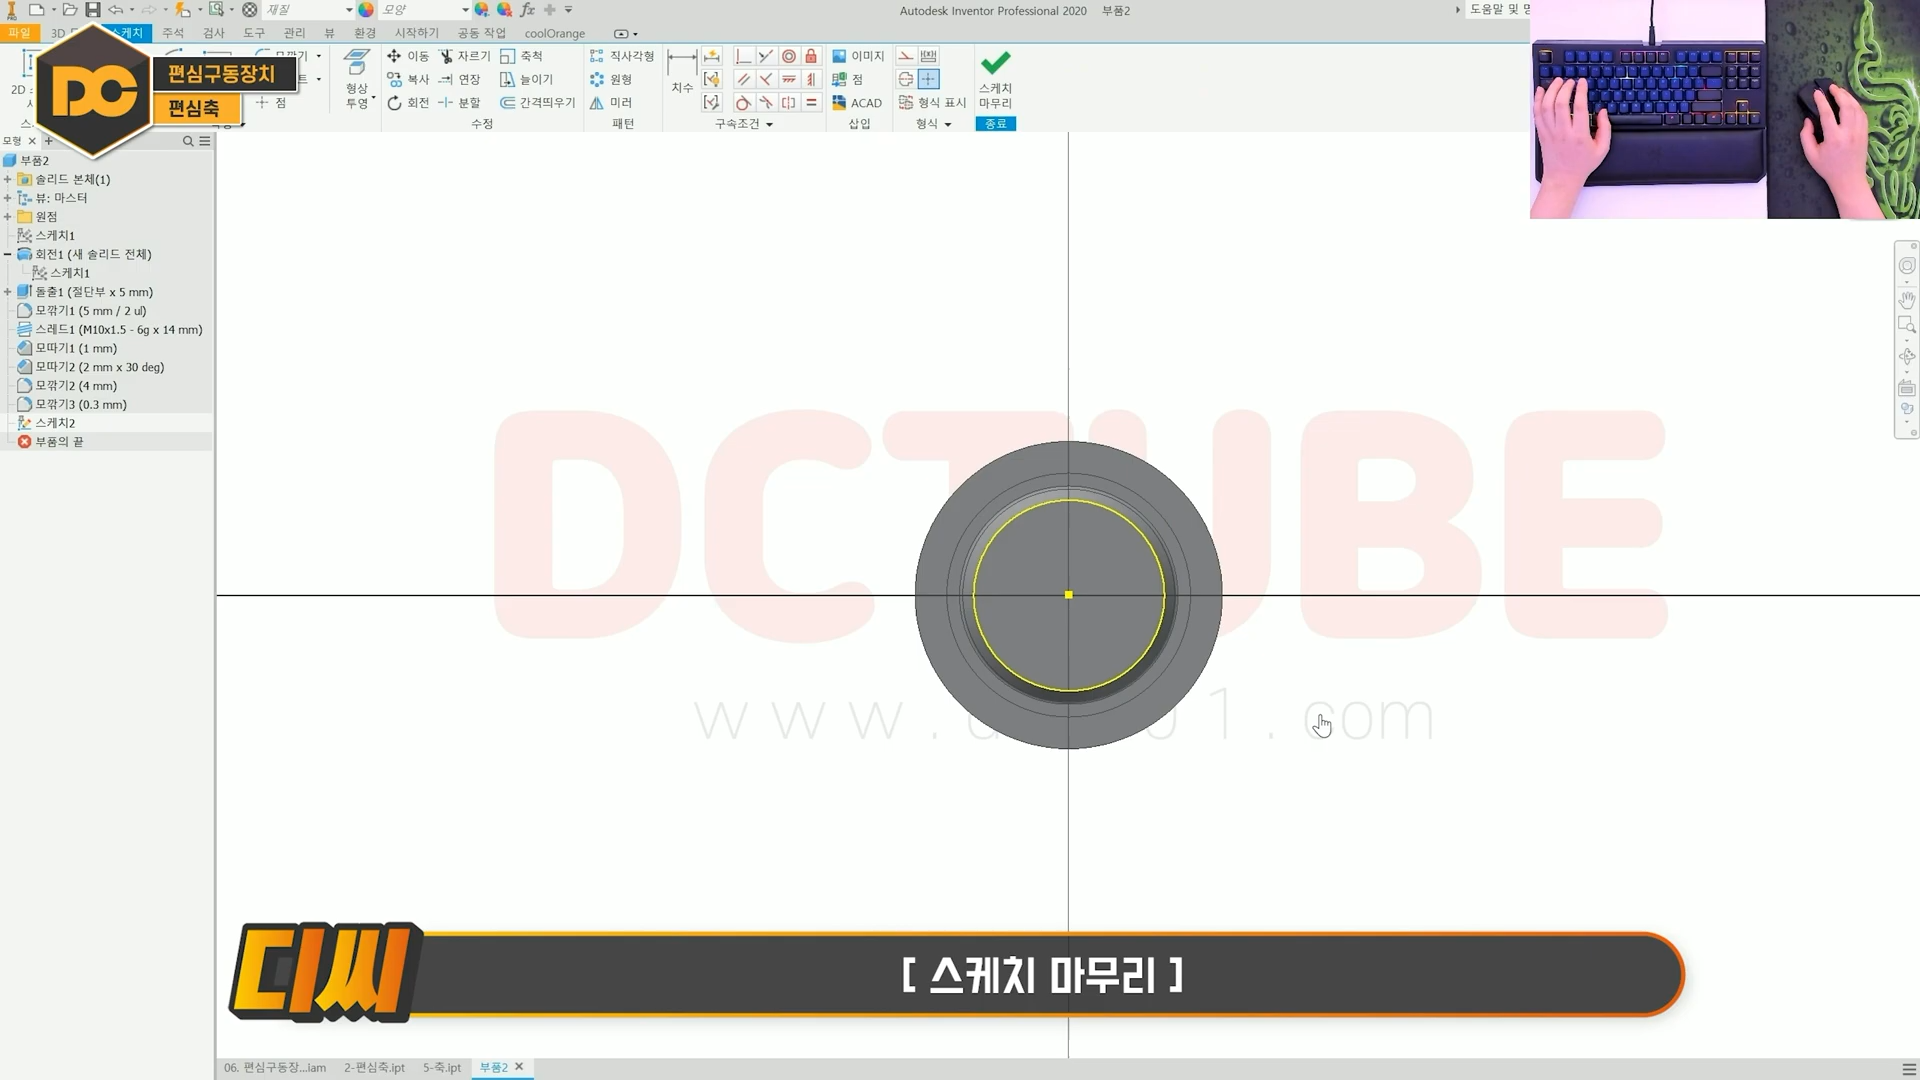 재질
모양
fx
Autodesk Inventor Professional 2020 부품2
도움말 및 명
파일
3D
스케치
주석
검사
도구
관리
뷰
환경
시작하기
공동 작업
coolOrange
DC
편심구동장치
편심축
2D
점
형상
투영
이동
복사
회전
자르기
연장
분할
축척
늘이기
간격띄우기
수정
직사각형
원형
미러
패턴
치수
구속조건
이미지
점
ACAD
삽입
형식 표시
형식
스케치
마무리
종료
모형
부품2
솔리드 본체(1)
뷰: 마스터
원점
스케치1
회전1 (새 솔리드 전체)
스케치1
돌출1 (절단부 x 5 mm)
모깎기1 (5 mm / 2 ul)
스레드1 (M10x1.5 - 6g x 14 mm)
모따기1 (1 mm)
모따기2 (2 mm x 30 deg)
모깎기2 (4 mm)
모깎기3 (0.3 mm)
스케치2
부품의 끝
DCTUBE
디씨
[ 스케치 마무리 ]
06. 편심구동장...iam
2-편심축.ipt
5-축.ipt
부품2